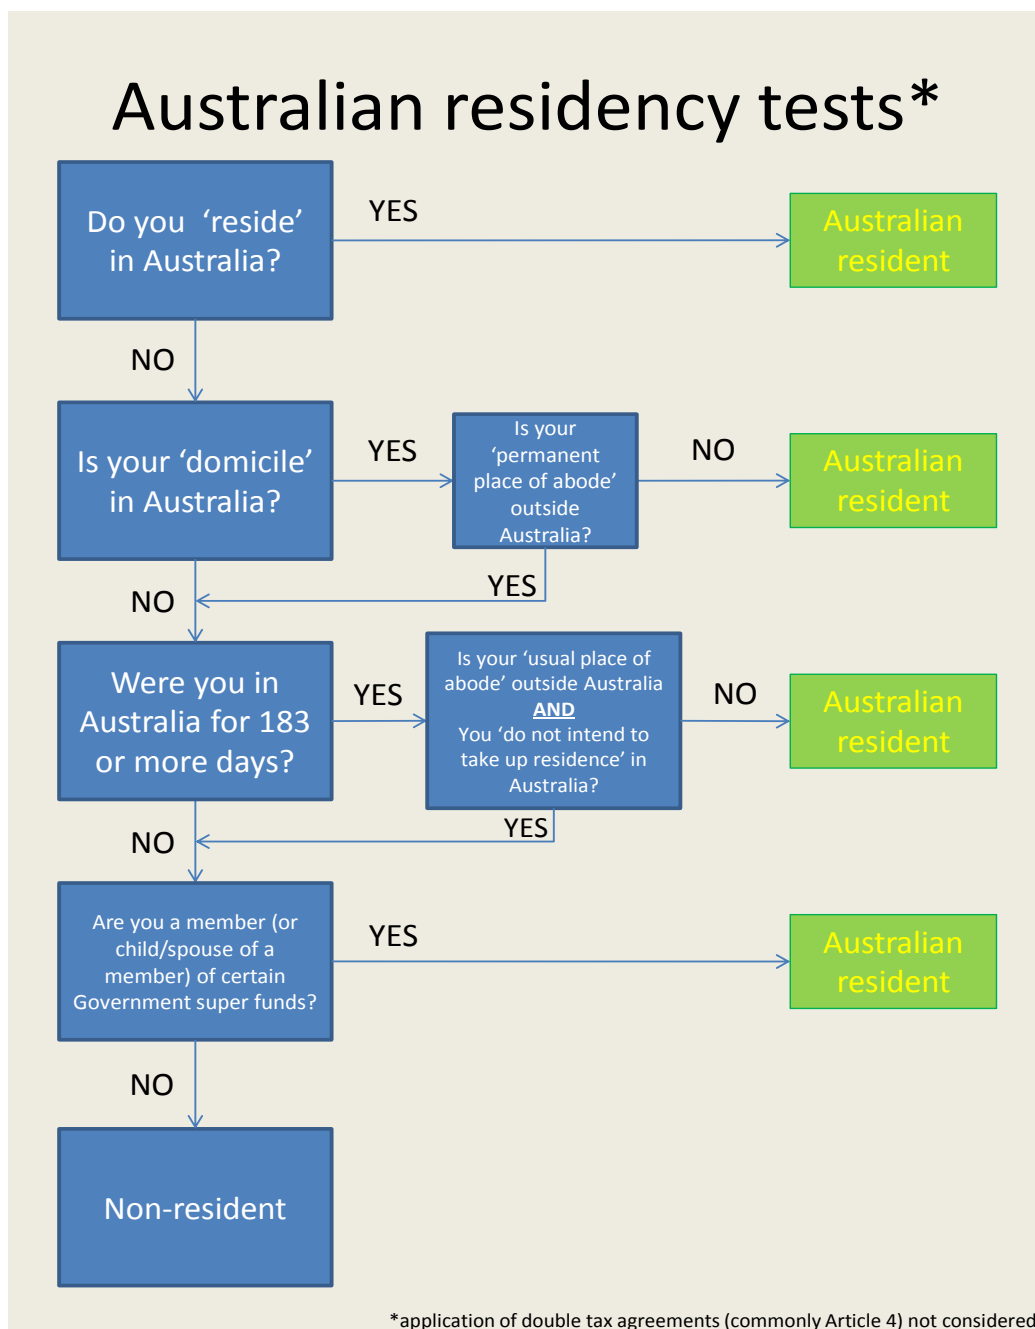 Australian residency tests*
Do you ‘reside’
in Australia?
YES
Australian
resident
NO
Is your ‘domicile’
in Australia?
YES
Is your
‘permanent
place of abode’
outside
Australia?
NO
Australian
resident
YES
NO
Were you in
Australia for 183
or more days?
YES
Is your ‘usual place of
abode’ outside Australia
AND
You ‘do not intend to
take up residence’ in
Australia?
NO
Australian
resident
YES
NO
Are you a member (or
child/spouse of a
member) of certain
Government super funds?
YES
Australian
resident
NO
Non-resident
*application of double tax agreements (commonly Article 4) not considered